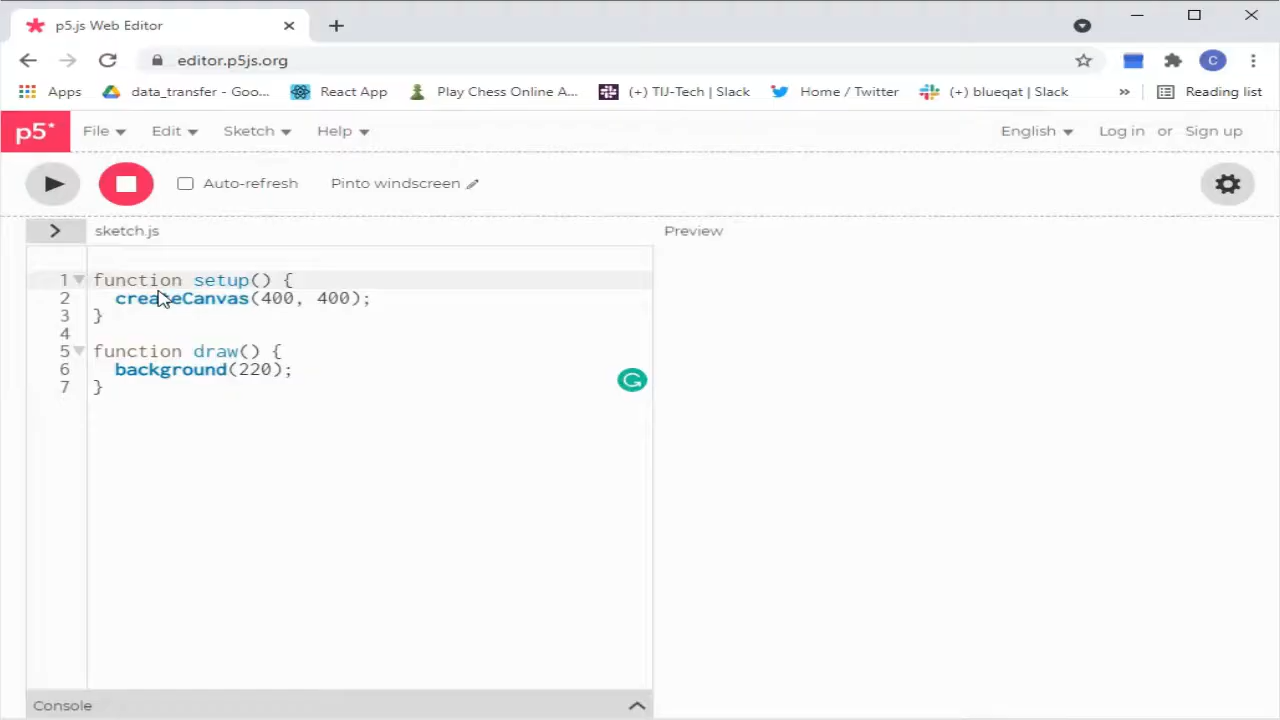 p5.js Web Editor
editor.p5js.org
Apps data_transfer - Goo... React App Play Chess Online A... (+) TIJ-Tech | Slack Home / Twitter (+) blueqat | Slack » Reading list
C
p5* File Edit Sketch Help English Log in or Sign up
Auto-refresh Pinto windscreen
> sketch.js Preview
1 function setup() {
2 createCanvas(400, 400);
3 }
4
5 function draw() {
6 background(220);
7 }
Console